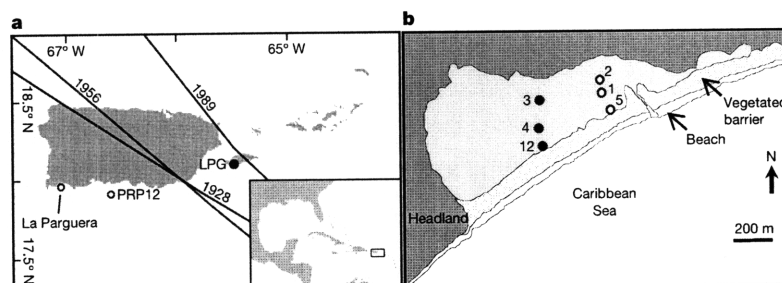 a
67° W
65° W
1956
1989
18.5° N
LPG
PRP12
1928
La Parguera
17.5° N
b
2
1
3
5
4
12
Vegetated
barrier
Beach
N
Caribbean
Sea
Headland
200 m